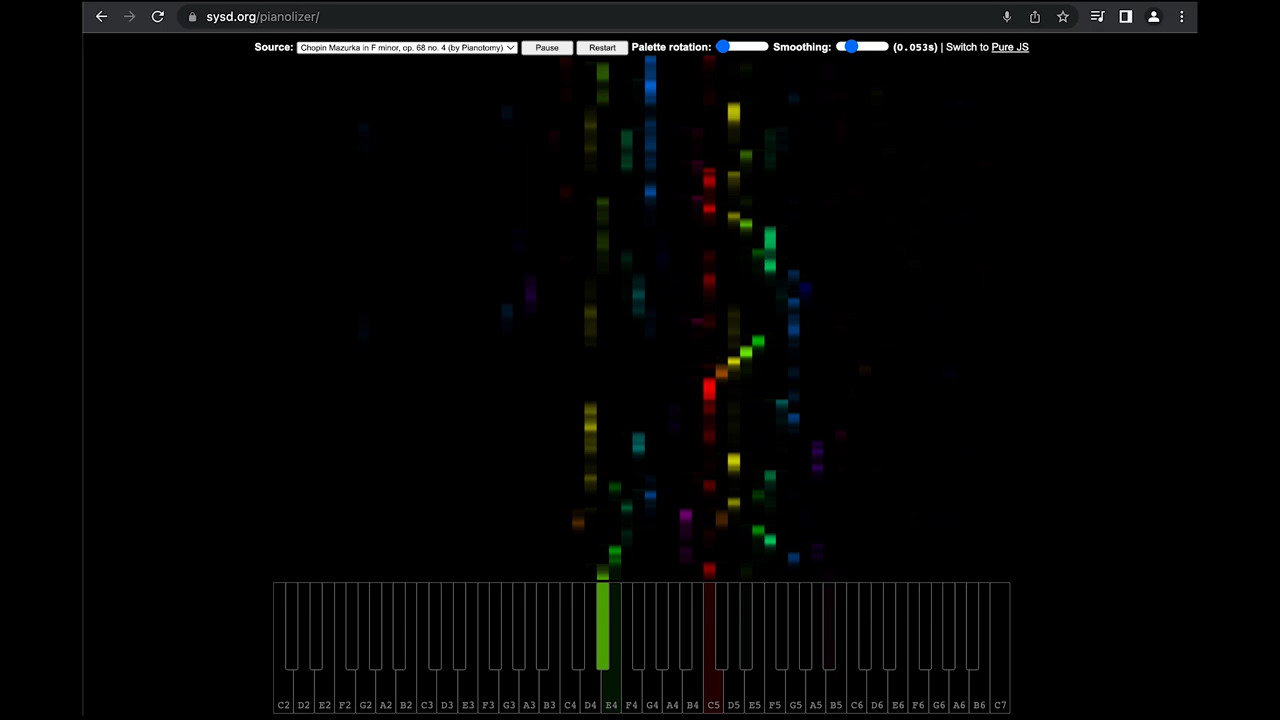 sysd.org/pianolizer/
Source: Chopin Mazurka in F minor, op. 68 no. 4 (by Pianotomy) Pause Restart Palette rotation: Smoothing: (0.053s) | Switch to Pure JS
C2 D2 E2 F2 G2 A2 B2 C3 D3 E3 F3 G3 A3 B3 C4 D4 E4 F4 G4 A4 B4 C5 D5 E5 F5 G5 A5 B5 C6 D6 E6 F6 G6 A6 B6 C7